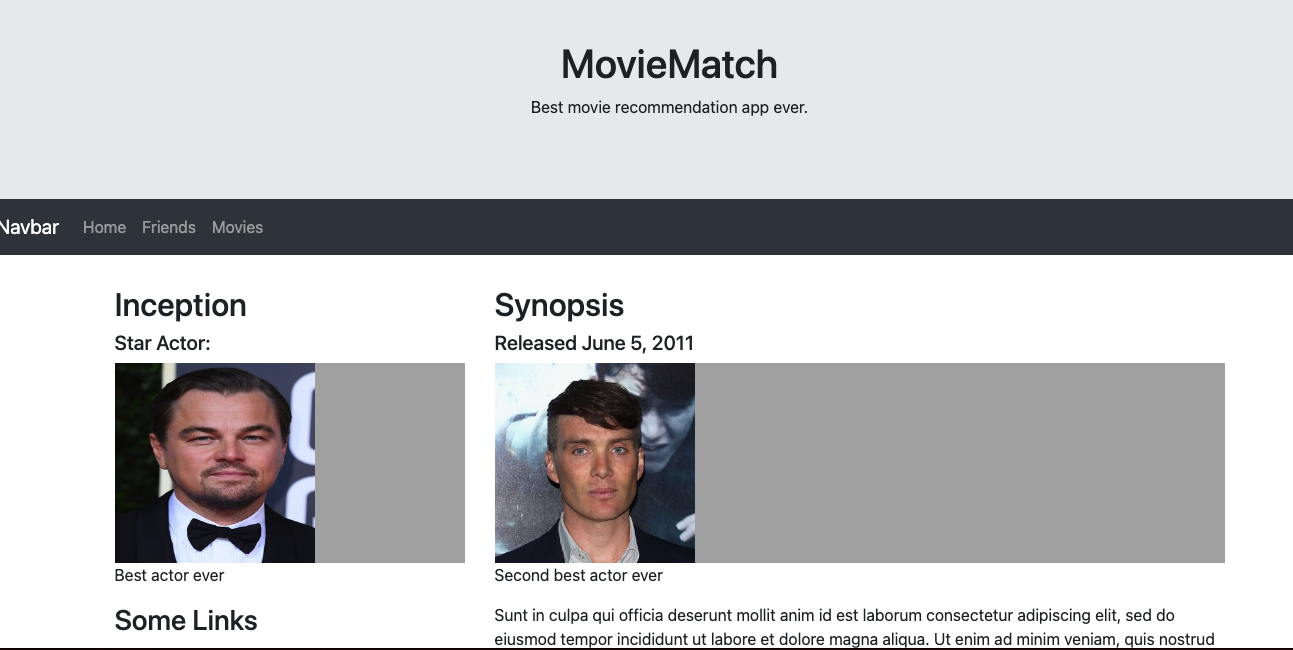 MovieMatch
Best movie recommendation app ever.
Navbar Home Friends Movies
Inception
Star Actor:
Best actor ever
Some Links
Synopsis
Released June 5, 2011
Second best actor ever
Sunt in culpa qui officia deserunt mollit anim id est laborum consectetur adipiscing elit, sed do
eiusmod tempor incididunt ut labore et dolore magna aliqua. Ut enim ad minim veniam, quis nostrud